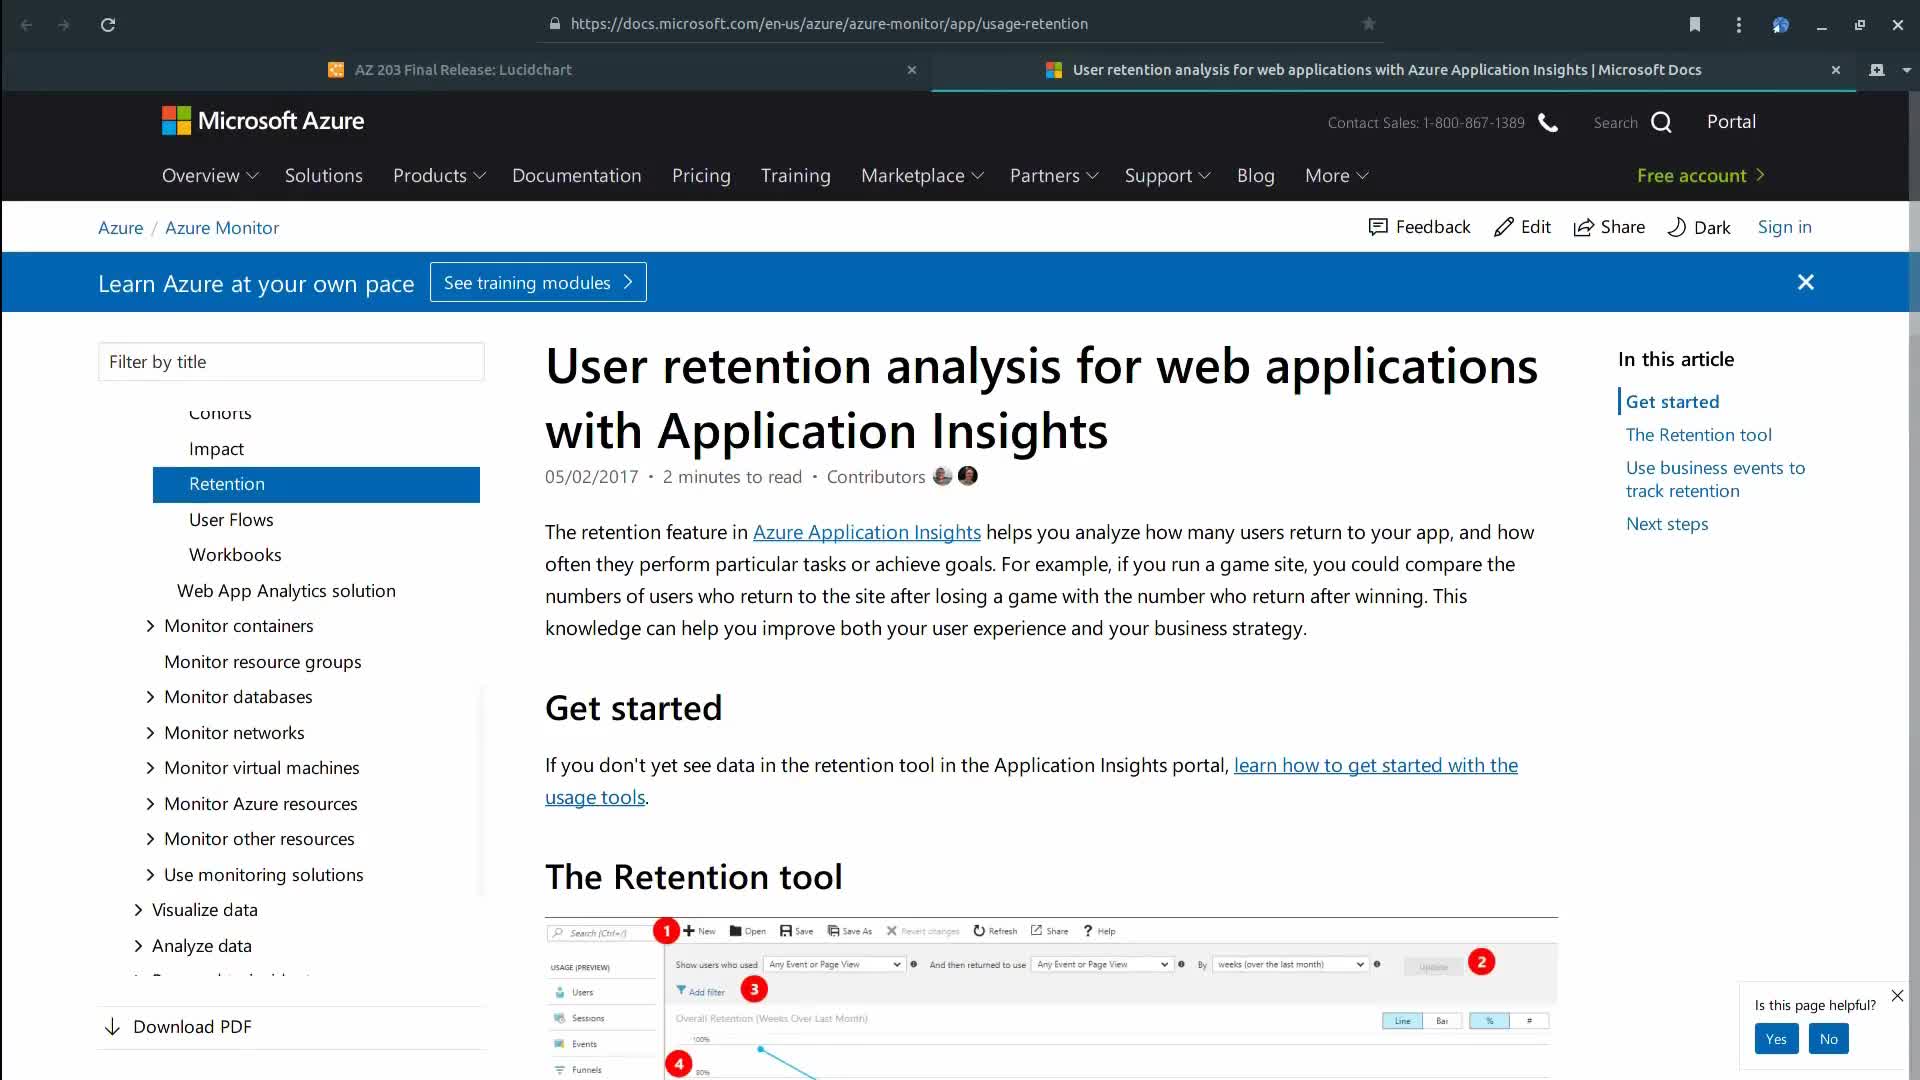 https://docs.microsoft.com/en-us/azure/azure-monitor/app/usage-retention
AZ 203 Final Release: Lucidchart
User retention analysis for web applications with Azure Application Insights | Microsoft Docs
Microsoft Azure
Contact Sales: 1-800-867-1389
Search
Portal
Overview
Solutions
Products
Documentation
Pricing
Training
Marketplace
Partners
Support
Blog
More
Free account
Azure / Azure Monitor
Feedback
Edit
Share
Dark
Sign in
Learn Azure at your own pace
See training modules
Filter by title
Cohorts
Impact
Retention
User Flows
Workbooks
Web App Analytics solution
Monitor containers
Monitor resource groups
Monitor databases
Monitor networks
Monitor virtual machines
Monitor Azure resources
Monitor other resources
Use monitoring solutions
Visualize data
Analyze data
Download PDF
User retention analysis for web applications
with Application Insights
05/02/2017 • 2 minutes to read • Contributors
The retention feature in Azure Application Insights helps you analyze how many users return to your app, and how
often they perform particular tasks or achieve goals. For example, if you run a game site, you could compare the
numbers of users who return to the site after losing a game with the number who return after winning. This
knowledge can help you improve both your user experience and your business strategy.
Get started
If you don't yet see data in the retention tool in the Application Insights portal, learn how to get started with the
usage tools.
The Retention tool
Search (Ctrl+/)
1
New
Open
Save
Save As
Revert changes
Refresh
Share
? Help
USAGE (PREVIEW)
Users
Sessions
Events
Funnels
Show users who used
Any Event or Page View
And then returned to use
Any Event or Page View
By
weeks (over the last month)
Update
2
Add filter
3
Overall Retention (Weeks Over Last Month)
Line
Bar
%
#
100%
4
80%
In this article
Get started
The Retention tool
Use business events to
track retention
Next steps
Is this page helpful?
Yes
No